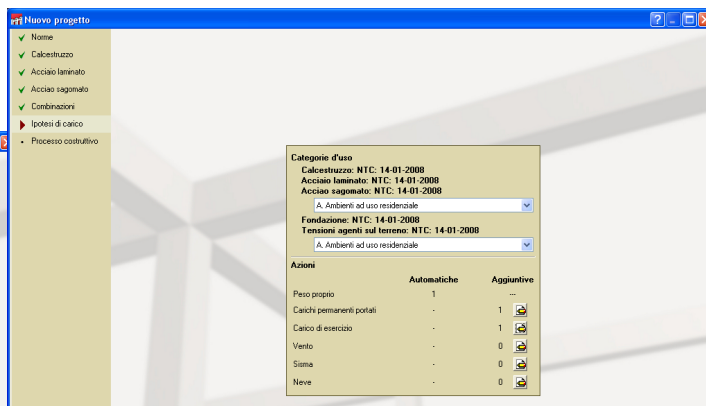 Nuovo progetto
Norme
Calcestruzzo
Acciaio laminato
Acciao sagomato
Combinazioni
Ipotesi di carico
Processo costruttivo
Categorie d'uso
Calcestruzzo: NTC: 14-01-2008
Acciaio laminato: NTC: 14-01-2008
Acciao sagomato: NTC: 14-01-2008
A. Ambienti ad uso residenziale
Fondazione: NTC: 14-01-2008
Tensioni agenti sul terreno: NTC: 14-01-2008
A. Ambienti ad uso residenziale
Azioni
Automatiche Aggiuntive
Peso proprio 1 ---
Carichi permanenti portati - 1
Carico di esercizio - 1
Vento - 0
Sisma - 0
Neve - 0